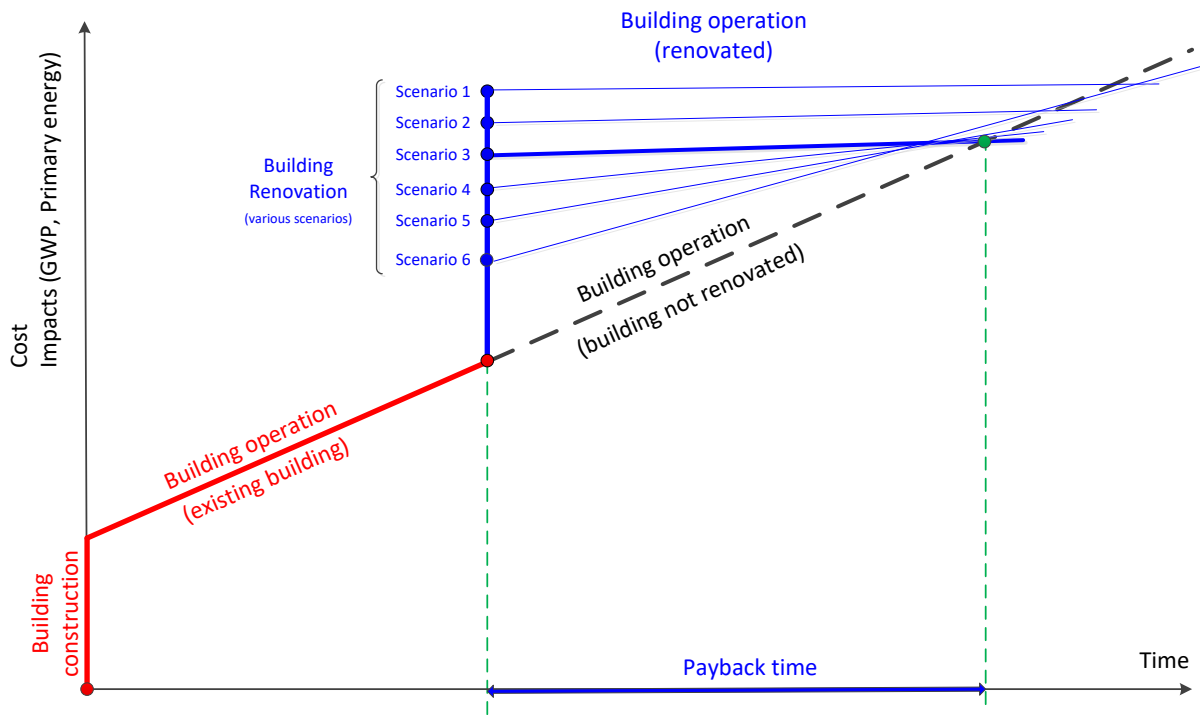 Building operation
(renovated)
Cost
Impacts (GWP, Primary energy)
Scenario 1
Scenario 2
Scenario 3
Scenario 4
Scenario 5
Scenario 6
Building
Renovation
(various scenarios)
Building operation
(building not renovated)
Building operation
(existing building)
Building
construction
Payback time
Time